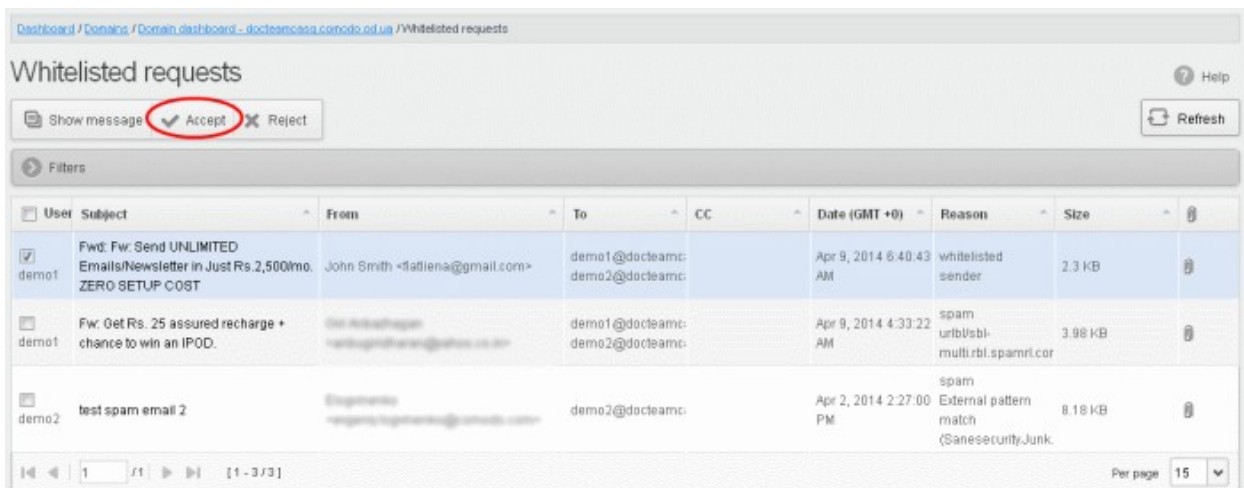 Dashboard / Domains / Domain dashboard - docteamcasg.comodo.od.ua / Whitelisted requests
Whitelisted requests
Help
Show message Accept Reject
Refresh
Filters
User Subject From To CC Date (GMT +0) Reason Size
Fwd: Fw: Send UNLIMITED
Emails/Newsletter in Just Rs.2,500/mo.
ZERO SETUP COST
demo1
John Smith <flatliena@gmail.com>
demo1@docteamc
demo2@docteamc
Apr 9, 2014 6:40:43
AM
whitelisted
sender
2.3 KB
demo1
Fw: Get Rs. 25 assured recharge +
chance to win an IPOD.
demo1@docteamc
demo2@docteamc
Apr 9, 2014 4:33:22
AM
spam
urlbl/sbl-
multi.rbl.spamrl.cor
3.98 KB
demo2
test spam email 2
demo2@docteamc
Apr 2, 2014 2:27:00
PM
spam
External pattern
match
(Sanesecurity.Junk.
8.18 KB
1 /1 [1 - 3 / 3]
Per page 15